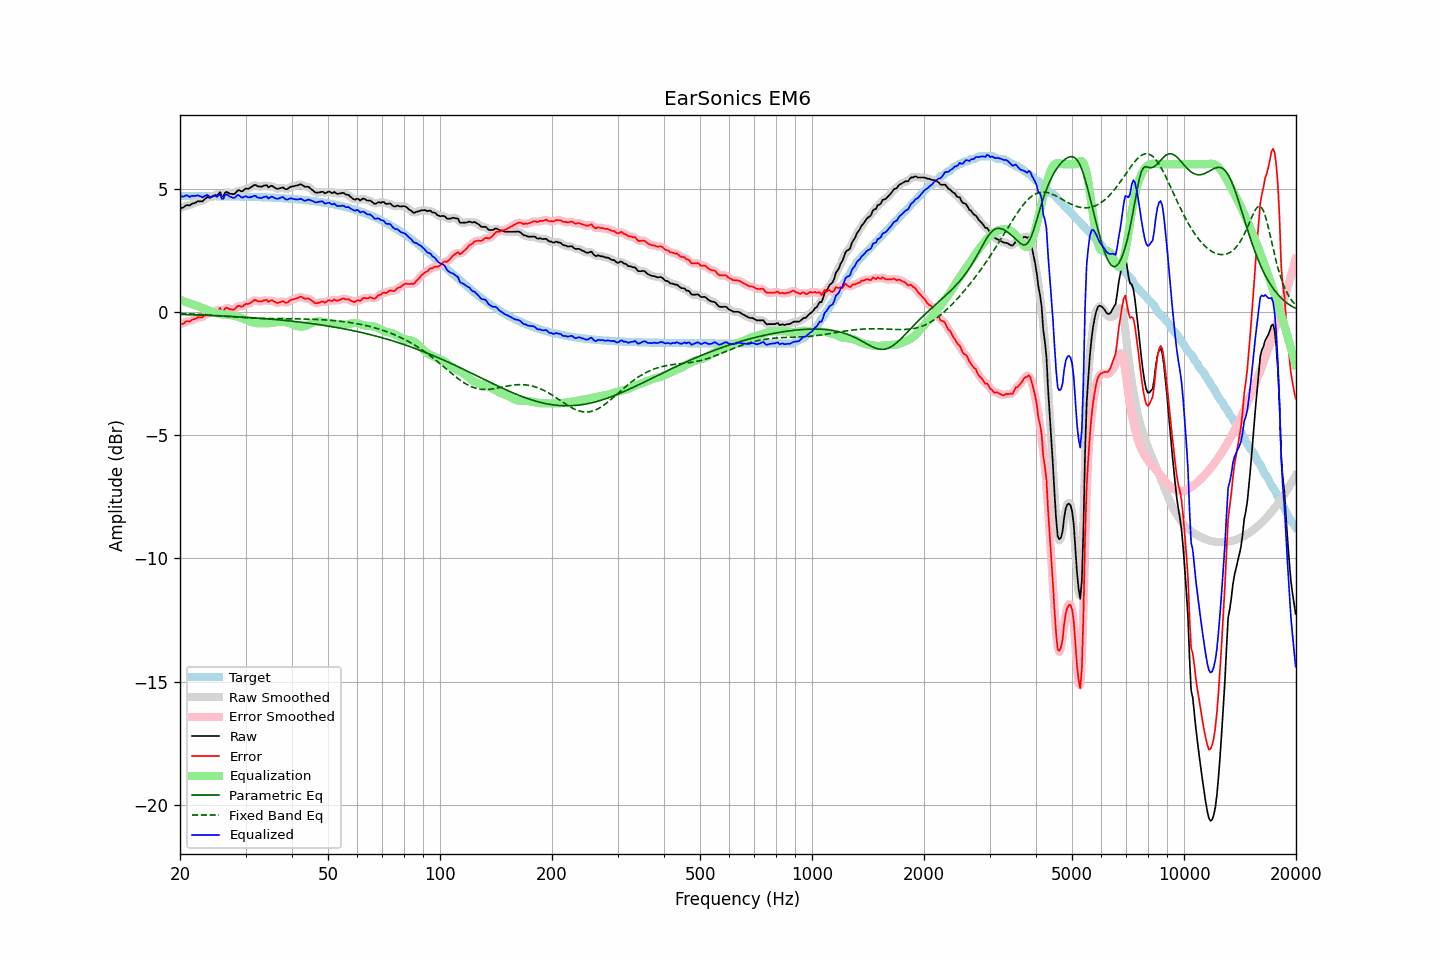 EarSonics EM6
Amplitude (dBr)
5
0
−5
−10
−15
−20
Target
Raw Smoothed
Error Smoothed
Raw
Error
Equalization
Parametric Eq
Fixed Band Eq
Equalized
20
50
100
200
500
1000
2000
5000
10000
20000
Frequency (Hz)